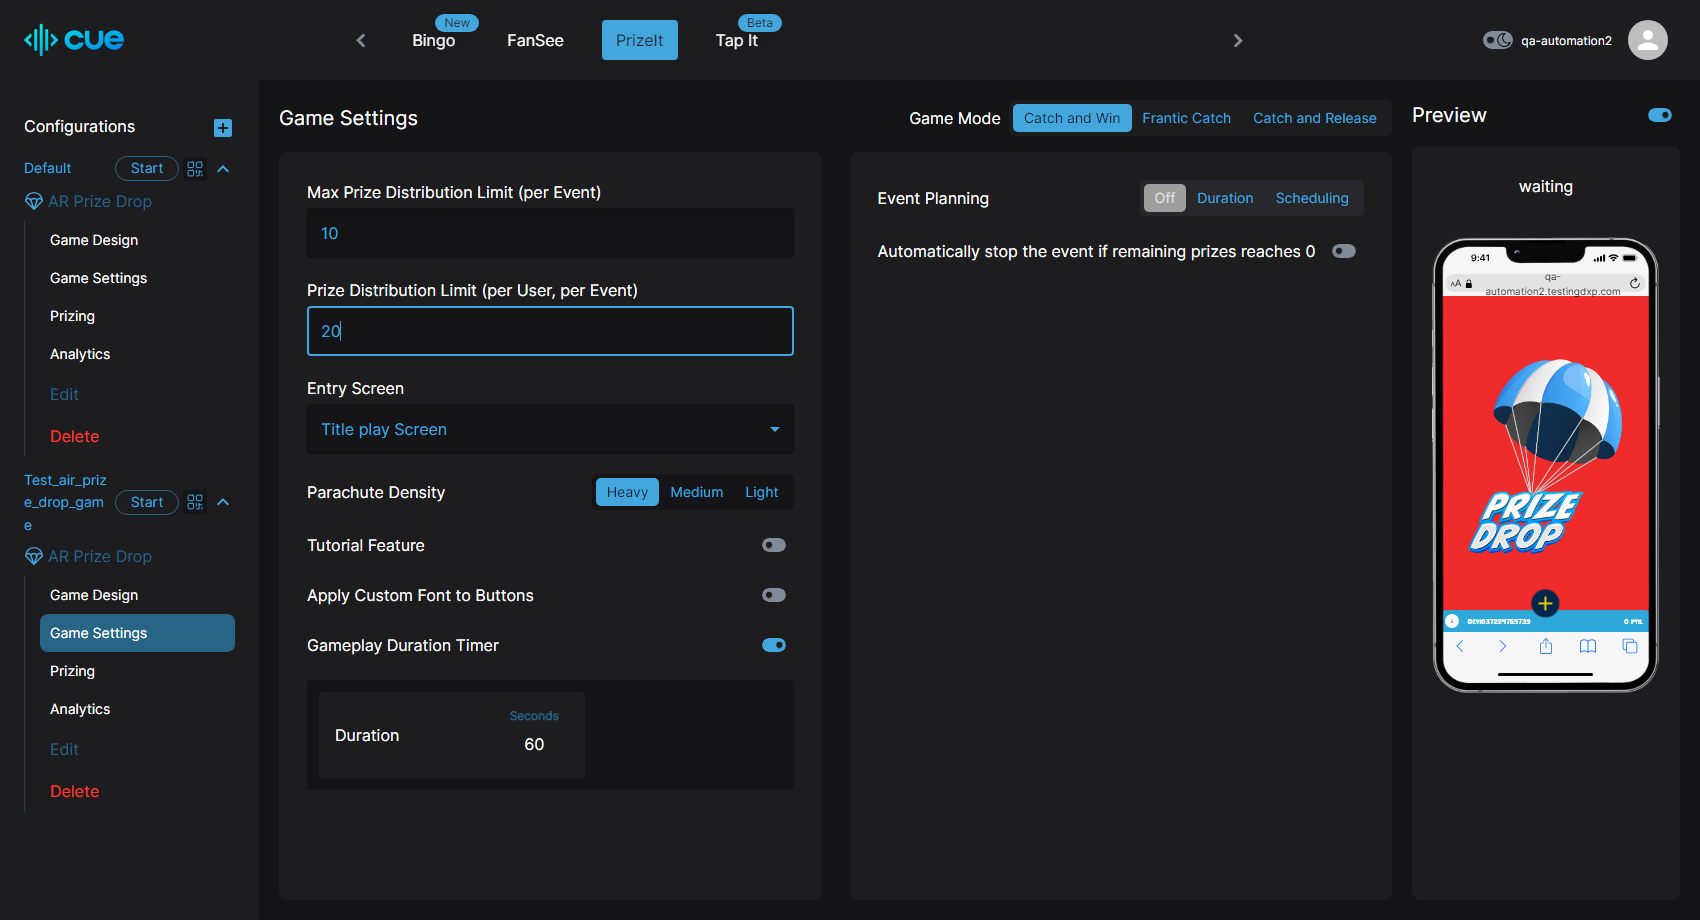 cue
New
Bingo
FanSee
PrizeIt
Beta
Tap It
qa-automation2
Configurations
Default
Start
AR Prize Drop
Game Design
Game Settings
Prizing
Analytics
Edit
Delete
Test_air_priz
e_drop_gam
e
Start
AR Prize Drop
Game Design
Game Settings
Prizing
Analytics
Edit
Delete
Game Settings
Game Mode
Catch and Win
Frantic Catch
Catch and Release
Max Prize Distribution Limit (per Event)
10
Prize Distribution Limit (per User, per Event)
20
Entry Screen
Title play Screen
Parachute Density
Heavy
Medium
Light
Tutorial Feature
Apply Custom Font to Buttons
Gameplay Duration Timer
Duration
Seconds
60
Event Planning
Off
Duration
Scheduling
Automatically stop the event if remaining prizes reaches 0
Preview
waiting
9:41
AA
qa-
automation2.testingdxp.com
PRIZE
DROP
0 PTS.